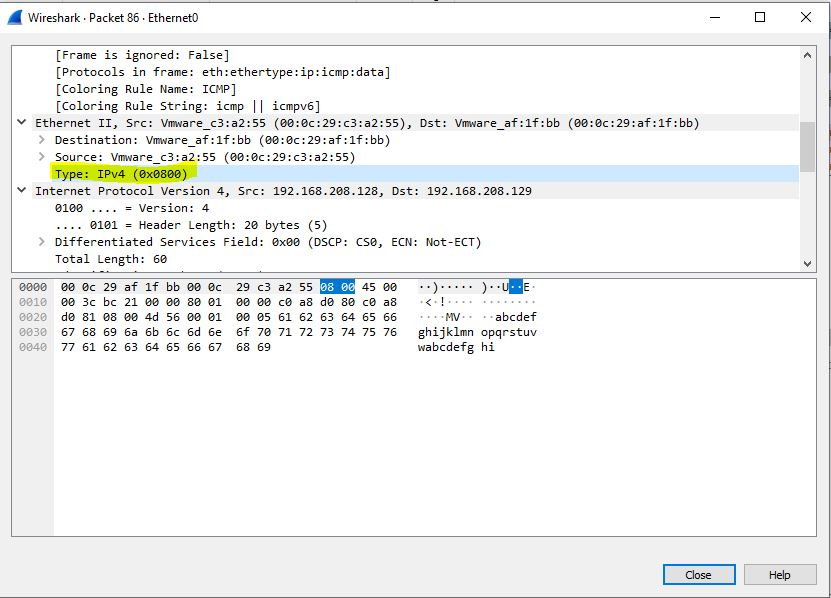 Wireshark · Packet 86 · Ethernet0
[Frame is ignored: False]
[Protocols in frame: eth:ethertype:ip:icmp:data]
[Coloring Rule Name: ICMP]
[Coloring Rule String: icmp || icmpv6]
Ethernet II, Src: Vmware_c3:a2:55 (00:0c:29:c3:a2:55), Dst: Vmware_af:1f:bb (00:0c:29:af:1f:bb)
Destination: Vmware_af:1f:bb (00:0c:29:af:1f:bb)
Source: Vmware_c3:a2:55 (00:0c:29:c3:a2:55)
Type: IPv4 (0x0800)
Internet Protocol Version 4, Src: 192.168.208.128, Dst: 192.168.208.129
0100 .... = Version: 4
.... 0101 = Header Length: 20 bytes (5)
Differentiated Services Field: 0x00 (DSCP: CS0, ECN: Not-ECT)
Total Length: 60
0000 00 0c 29 af 1f bb 00 0c 29 c3 a2 55 08 00 45 00 ··)····· )··U··E·
0010 00 3c bc 21 00 00 80 01 00 00 c0 a8 d0 80 c0 a8 ·<·!···· ········
0020 d0 81 08 00 4d 56 00 01 00 05 61 62 63 64 65 66 ····MV·· ··abcdef
0030 67 68 69 6a 6b 6c 6d 6e 6f 70 71 72 73 74 75 76 ghijklmn opqrstuv
0040 77 61 62 63 64 65 66 67 68 69 wabcdefg hi
Close Help